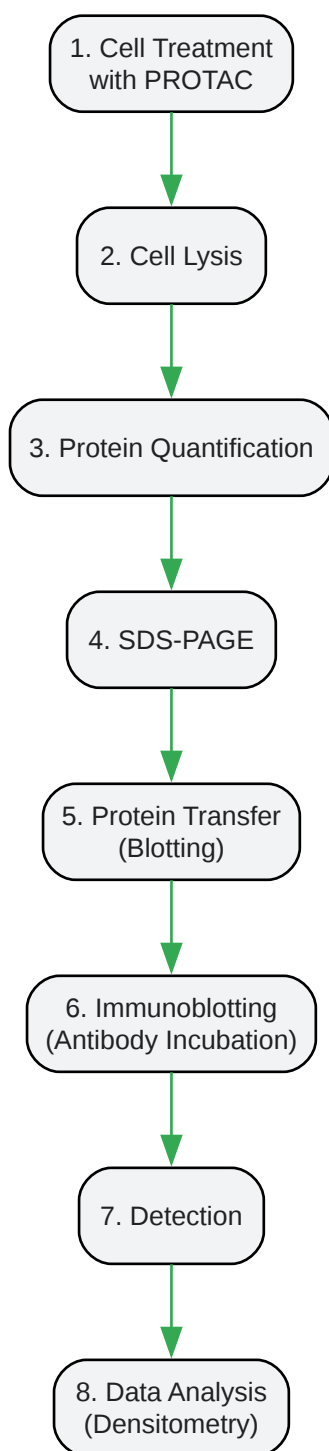 1. Cell Treatment
with PROTAC
2. Cell Lysis
3. Protein Quantification
4. SDS-PAGE
5. Protein Transfer
(Blotting)
6. Immunoblotting
(Antibody Incubation)
7. Detection
8. Data Analysis
(Densitometry)